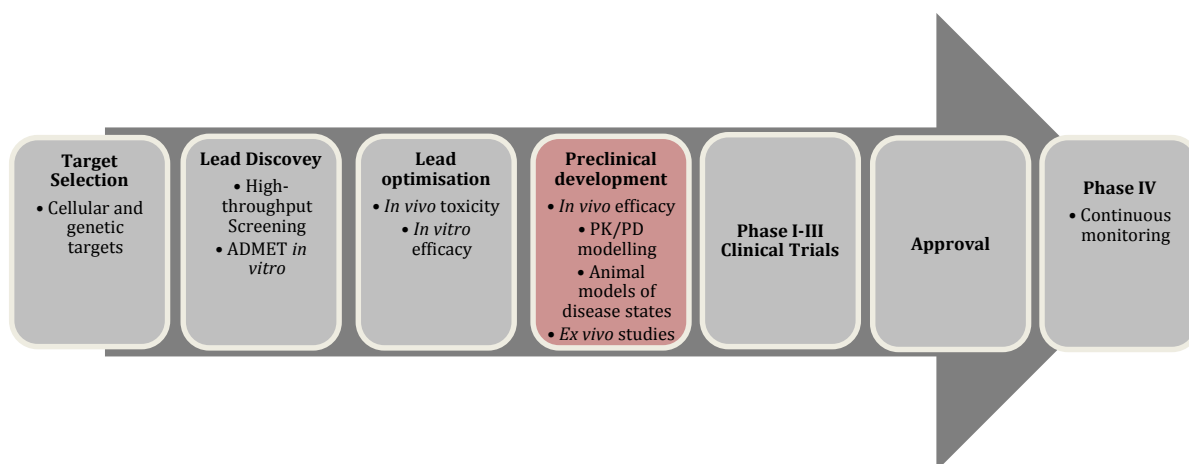 Target
Selection
• Cellular and
genetic
targets
Lead Discovey
• High-
throughput
Screening
• ADMET in
vitro
Lead
optimisation
• In vivo toxicity
• In vitro
efficacy
Preclinical
development
• In vivo efficacy
• PK/PD
modelling
• Animal
models of
disease states
• Ex vivo studies
Phase I-III
Clinical Trials
Approval
Phase IV
• Continuous
monitoring